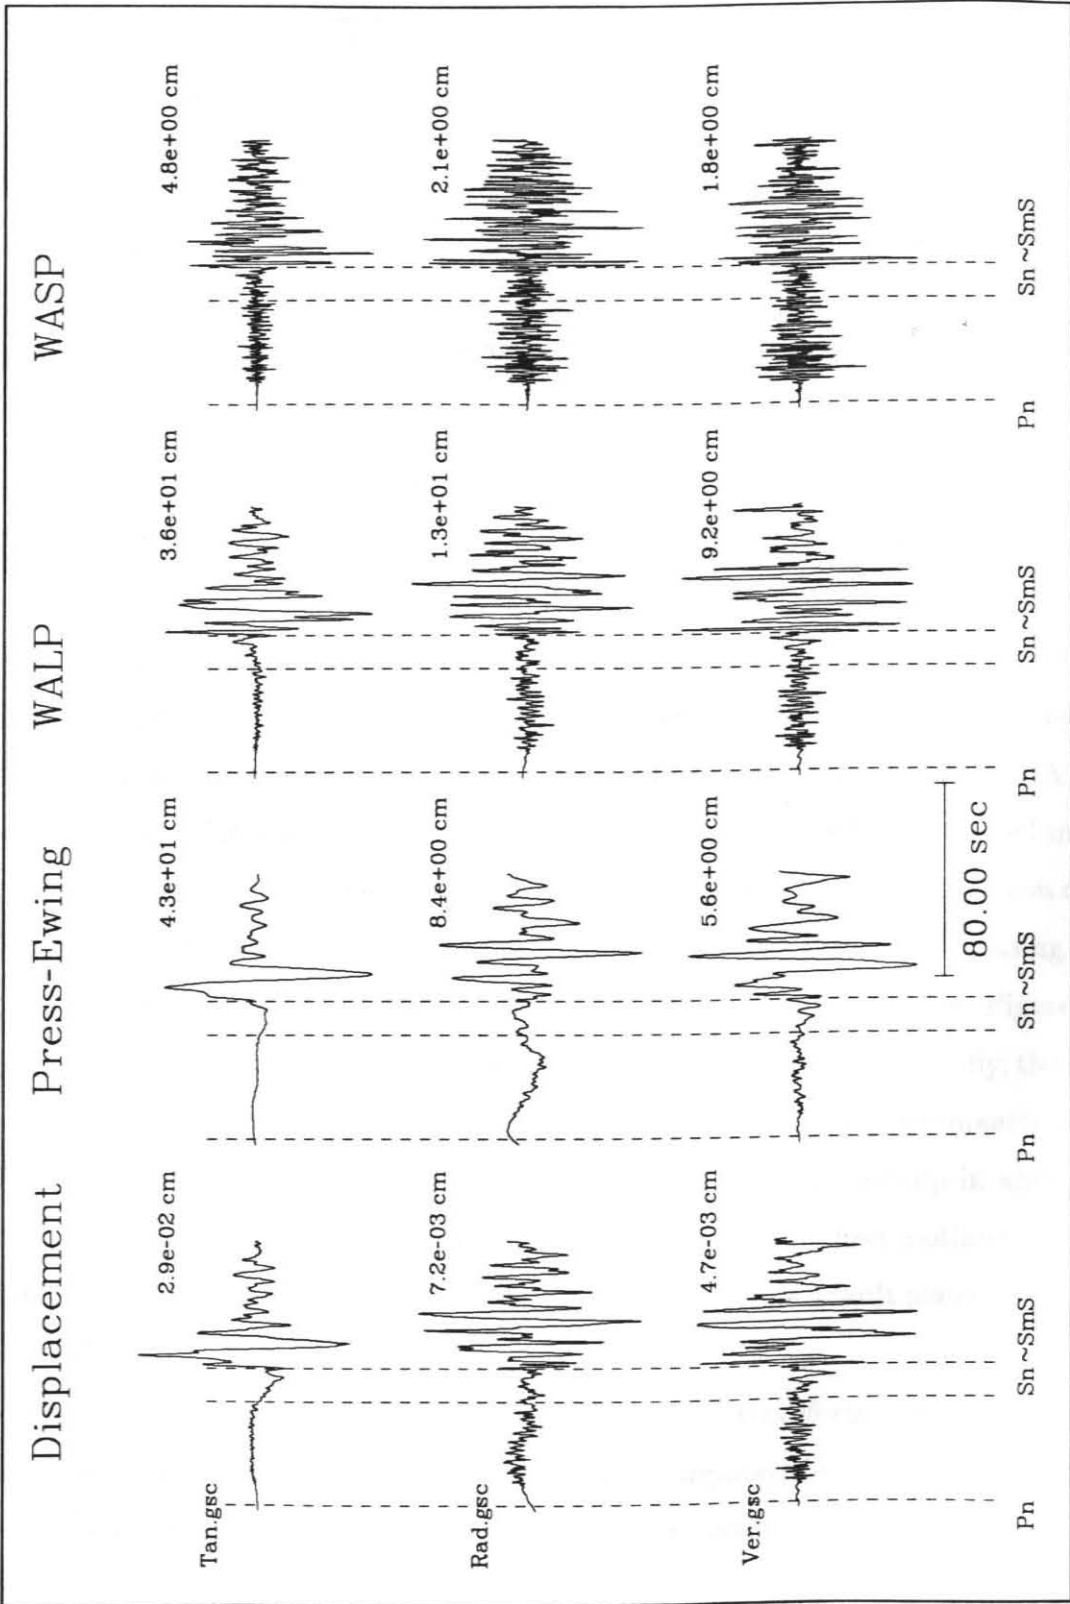 Displacement Press-Ewing WALP WASP
Tan.gsc 2.9e-02 cm 4.3e+01 cm 3.6e+01 cm 4.8e+00 cm
Rad.gsc 7.2e-03 cm 8.4e+00 cm 1.3e+01 cm 2.1e+00 cm
Ver.gsc 4.7e-03 cm 5.6e+00 cm 9.2e+00 cm 1.8e+00 cm
80.00 sec
Pn Sn ~SmS Pn Sn ~SmS Pn Sn ~SmS Pn Sn ~SmS